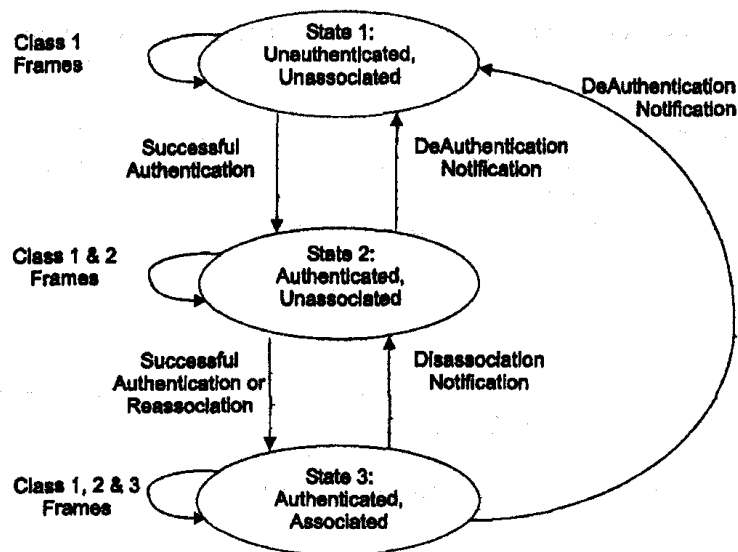 Class 1
Frames
State 1:
Unauthenticated,
Unassociated
DeAuthentication
Notification
Successful
Authentication
DeAuthentication
Notification
Class 1 & 2
Frames
State 2:
Authenticated,
Unassociated
Successful
Authentication or
Reassociation
Disassociation
Notification
Class 1, 2 & 3
Frames
State 3:
Authenticated,
Associated